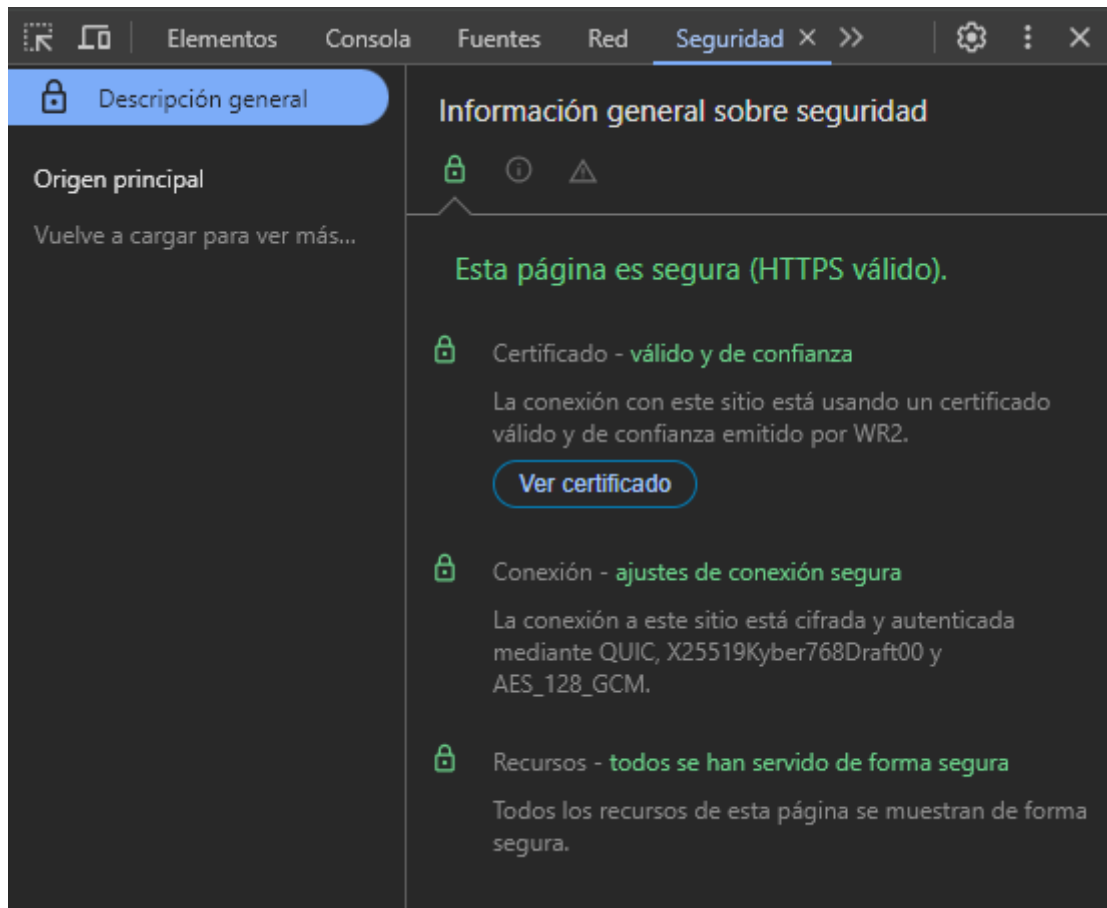 Elementos Consola Fuentes Red Seguridad
Descripción general
Origen principal
Vuelve a cargar para ver más...
Información general sobre seguridad
Esta página es segura (HTTPS válido).
Certificado - válido y de confianza
La conexión con este sitio está usando un certificado
válido y de confianza emitido por WR2.
Ver certificado
Conexión - ajustes de conexión segura
La conexión a este sitio está cifrada y autenticada
mediante QUIC, X25519Kyber768Draft00 y
AES_128_GCM.
Recursos - todos se han servido de forma segura
Todos los recursos de esta página se muestran de forma
segura.